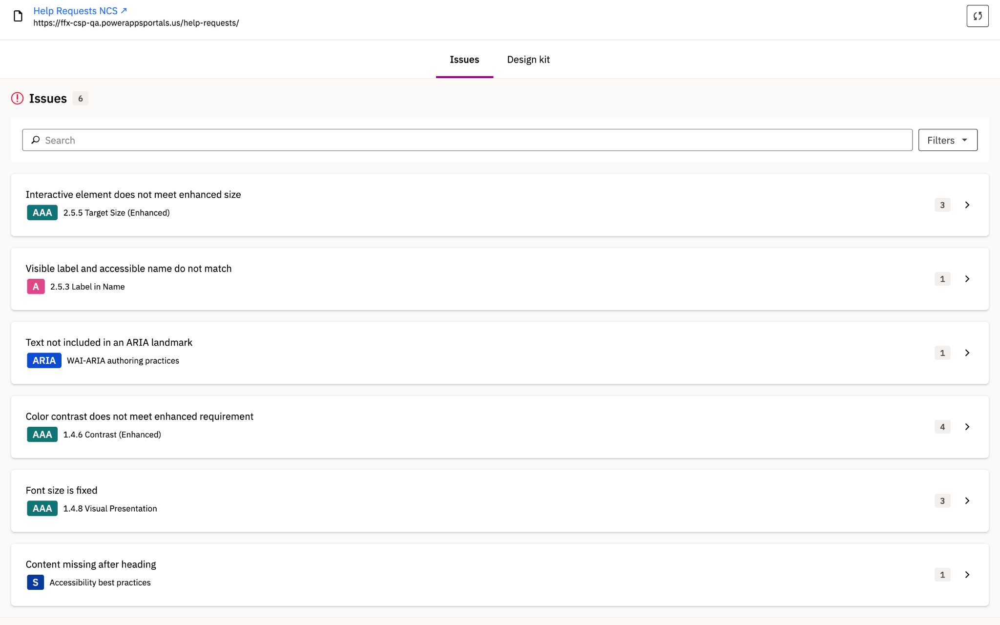 Help Requests NCS ↗
https://ffx-csp-qa.powerappsportals.us/help-requests/
Issues
Design kit
Issues 6
Search
Filters
Interactive element does not meet enhanced size
AAA 2.5.5 Target Size (Enhanced)
3
Visible label and accessible name do not match
A 2.5.3 Label in Name
1
Text not included in an ARIA landmark
ARIA WAI-ARIA authoring practices
1
Color contrast does not meet enhanced requirement
AAA 1.4.6 Contrast (Enhanced)
4
Font size is fixed
AAA 1.4.8 Visual Presentation
3
Content missing after heading
S Accessibility best practices
1